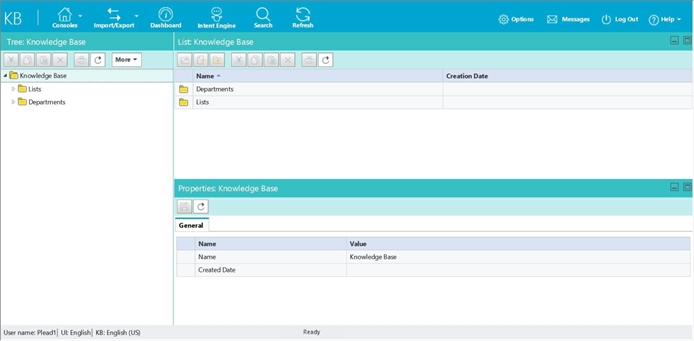 KB
Consoles Import/Export Dashboard Intent Engine Search Refresh Options Messages Log Out Help
Tree: Knowledge Base
More
Knowledge Base
Lists
Departments
List: Knowledge Base
Name Creation Date
Departments
Lists
Properties: Knowledge Base
General
Name Value
Name Knowledge Base
Created Date
User name: Plead1| UI: English| KB: English (US) Ready